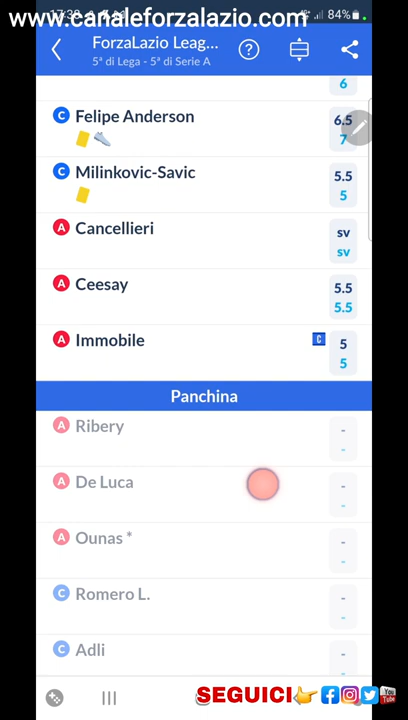 www.canaleforzalazio.com
84%
ForzaLazio Leag...
5ª di Lega - 5ª di Serie A
6
C Felipe Anderson
6.5
7
C Milinkovic-Savic
5.5
5
A Cancellieri
sv
sv
A Ceesay
5.5
5.5
A Immobile
C
5
5
Panchina
A Ribery
-
-
A De Luca
-
-
A Ounas *
-
-
C Romero L.
-
-
C Adli
-
-
SEGUICI
You Tube